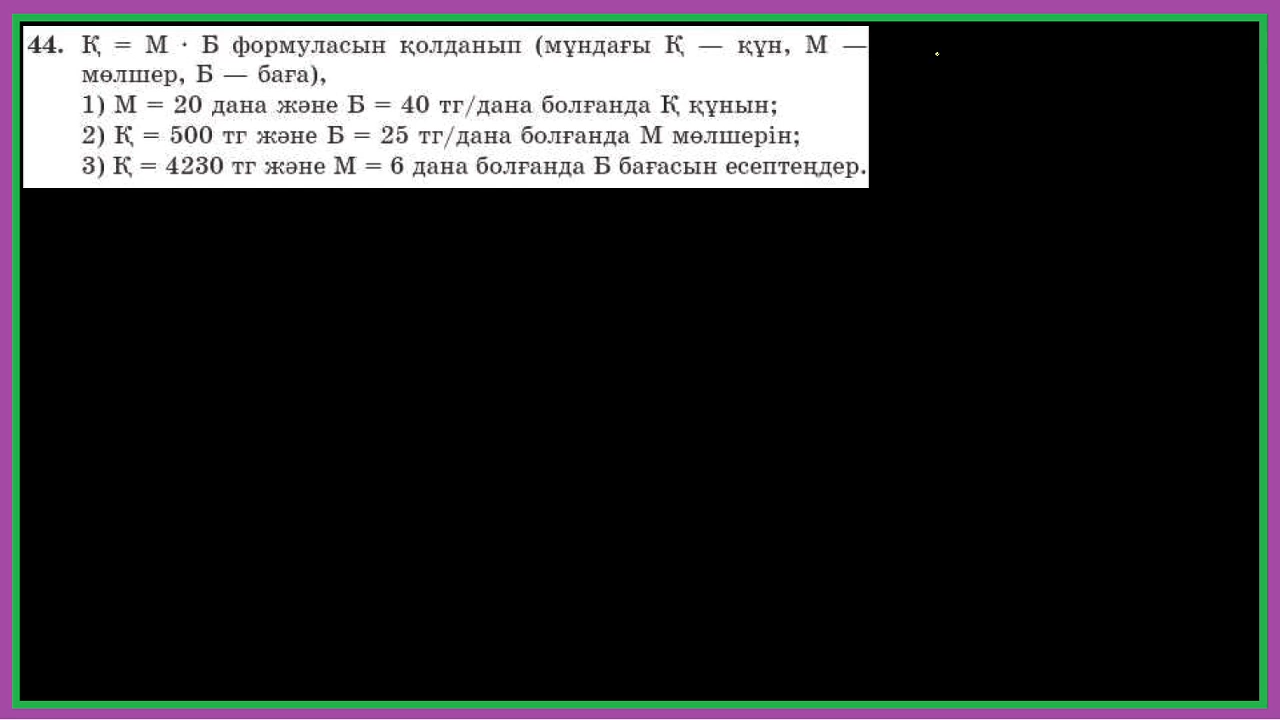 44. Қ = М · Б формуласын қолданып (мұндағы Қ — құн, М —
мөлшер, Б — баға),
1) М = 20 дана және Б = 40 тг/дана болғанда Қ құнын;
2) Қ = 500 тг және Б = 25 тг/дана болғанда М мөлшерін;
3) Қ = 4230 тг және М = 6 дана болғанда Б бағасын есептеңдер.